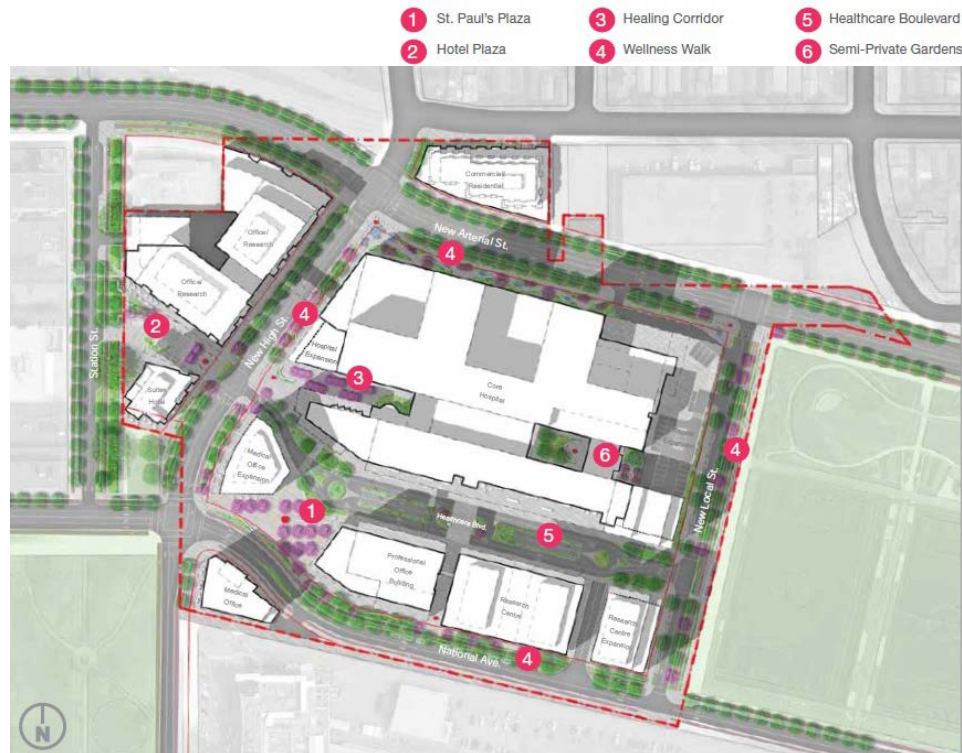 1 St. Paul's Plaza
2 Hotel Plaza
3 Healing Corridor
4 Wellness Walk
5 Healthcare Boulevard
6 Semi-Private Gardens
Commercial/
Residential
New Arterial St.
4
Office/
Research
Office/
Research
2
Station St.
New High St.
4
Hospital
Expansion
3
Core
Hospital
6
4
New Local St.
Medical
Office
Expansion
1
Healthcare Blvd.
5
Professional
Office
Building
Research
Centre
Research
Centre
Expansion
Medical
Office
National Ave.
4
N